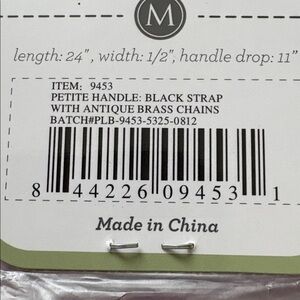 M
length: 24", width: 1/2", handle drop: 11"
ITEM: 9453
PETITE HANDLE: BLACK STRAP
WITH ANTIQUE BRASS CHAINS
BATCH#PLB-9453-5325-0812
8 44226 09453 1
Made in China